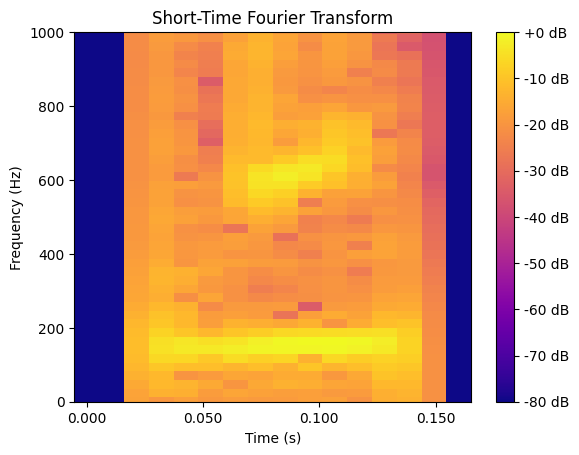 Short-Time Fourier Transform
1000
800
600
400
200
0
Frequency (Hz)
0.000
0.050
0.100
0.150
Time (s)
+0 dB
-10 dB
-20 dB
-30 dB
-40 dB
-50 dB
-60 dB
-70 dB
-80 dB